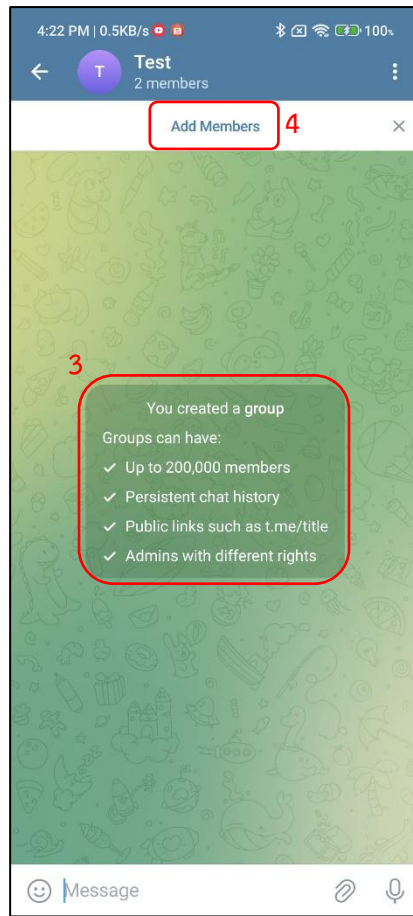 4:22 PM | 0.5KB/s 100%
T
Test
2 members
Add Members
4
3
You created a group
Groups can have:
Up to 200,000 members
Persistent chat history
Public links such as t.me/title
Admins with different rights
Message